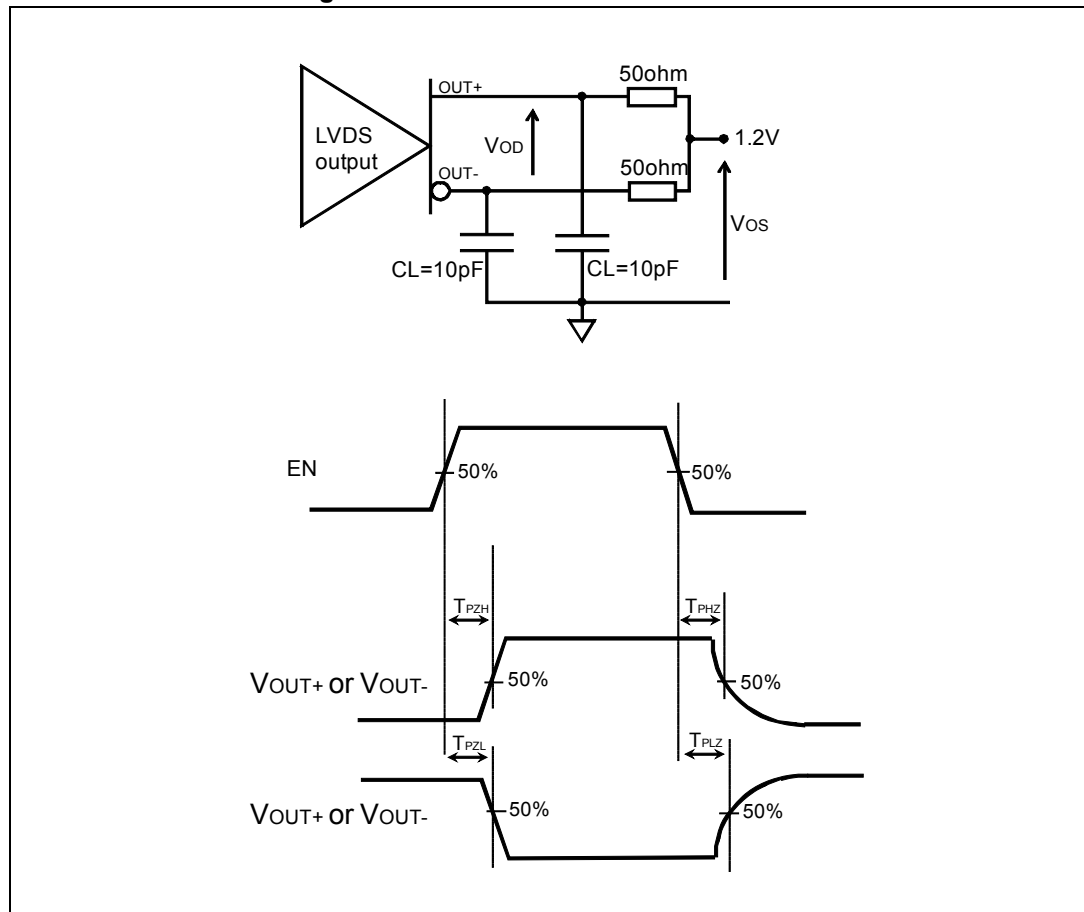 OUT+
50ohm
LVDS
output
VOD
1.2V
OUT-
50ohm
VOS
CL=10pF
CL=10pF
EN
50%
50%
TPZH
TPHZ
VOUT+ or VOUT-
50%
50%
TPZL
TPLZ
VOUT+ or VOUT-
50%
50%